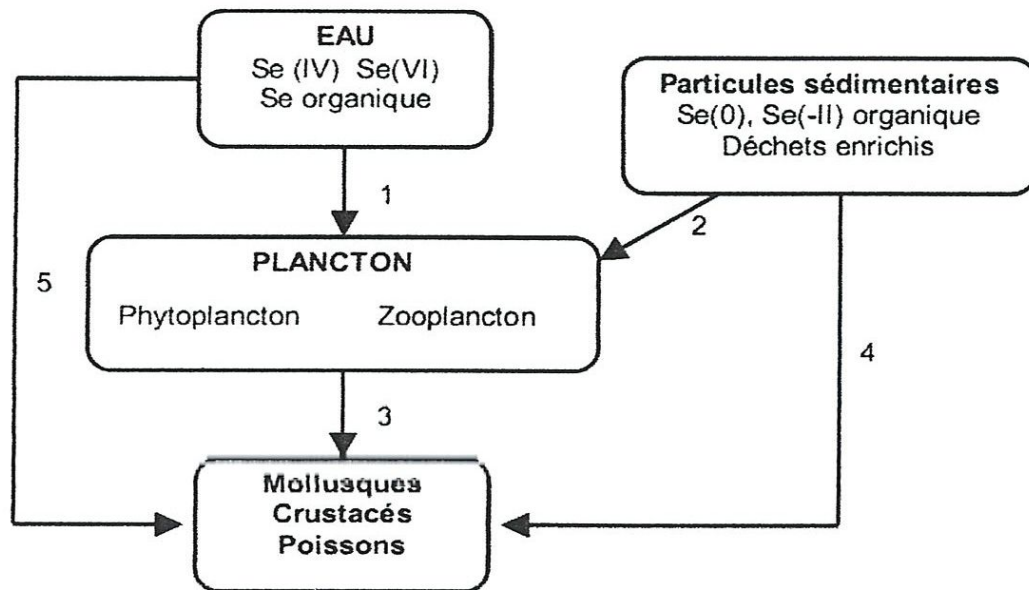 EAU
Se (IV) Se(VI)
Se organique
Particules sédimentaires
Se(0), Se(-II) organique
Déchets enrichis
1
2
PLANCTON
Phytoplancton Zooplancton
5
4
3
Mollusques
Crustacés
Poissons